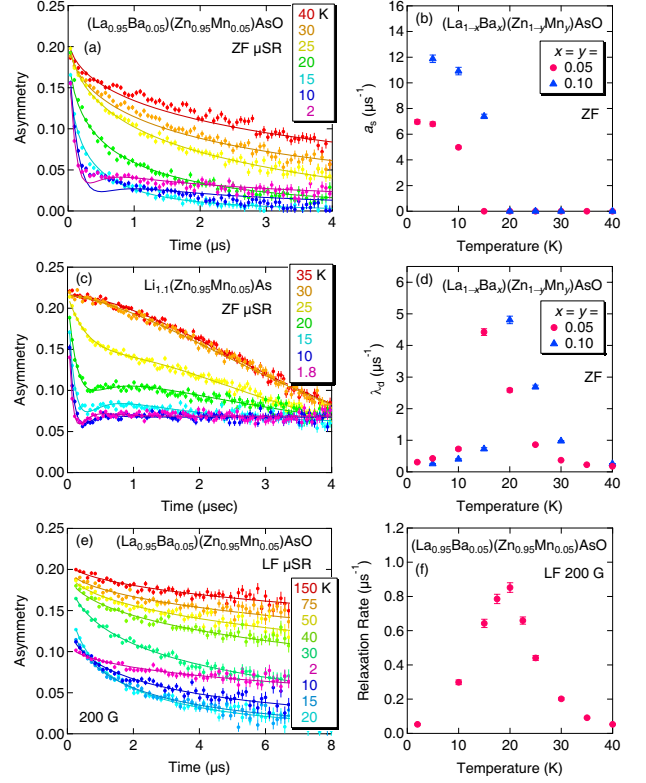 (La0.95Ba0.05)(Zn0.95Mn0.05)AsO
(a)
ZF μSR
40 K
30
25
20
15
10
2
Asymmetry
0.20
0.15
0.10
0.05
0.00
0
1
2
3
4
Time (μs)
(b)
(La1−xBax)(Zn1−yMny)AsO
x = y =
0.05
0.10
ZF
as (μs-1)
14
12
10
8
6
4
2
0
0
10
20
30
40
Temperature (K)
(c)
Li1.1(Zn0.95Mn0.05)As
ZF μSR
35 K
30
25
20
15
10
1.8
Asymmetry
0.25
0.20
0.15
0.10
0.05
0.00
0
1
2
3
4
Time (μsec)
(d)
(La1−xBax)(Zn1−yMny)AsO
x = y =
0.05
0.10
ZF
λd (μs-1)
6
5
4
3
2
1
0
0
10
20
30
40
Temperature (K)
(e)
(La0.95Ba0.05)(Zn0.95Mn0.05)AsO
LF μSR
150 K
75
50
40
30
2
10
15
20
200 G
Asymmetry
0.25
0.20
0.15
0.10
0.05
0.00
0
2
4
6
8
Time (μs)
(La0.95Ba0.05)(Zn0.95Mn0.05)AsO
(f)
LF 200 G
Relaxation Rate (μs-1)
1.2
1.0
0.8
0.6
0.4
0.2
0.0
0
10
20
30
40
Temperature (K)